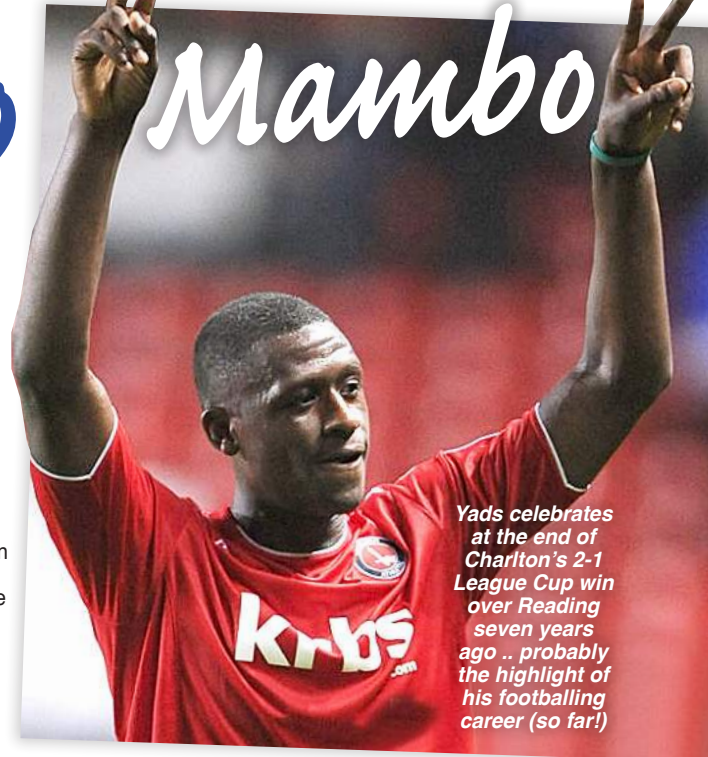 Mambo
Yads celebrates
at the end of
Charlton's 2-1
League Cup win
over Reading
seven years
ago .. probably
the highlight of
his footballing
career (so far!)
krbs
.com